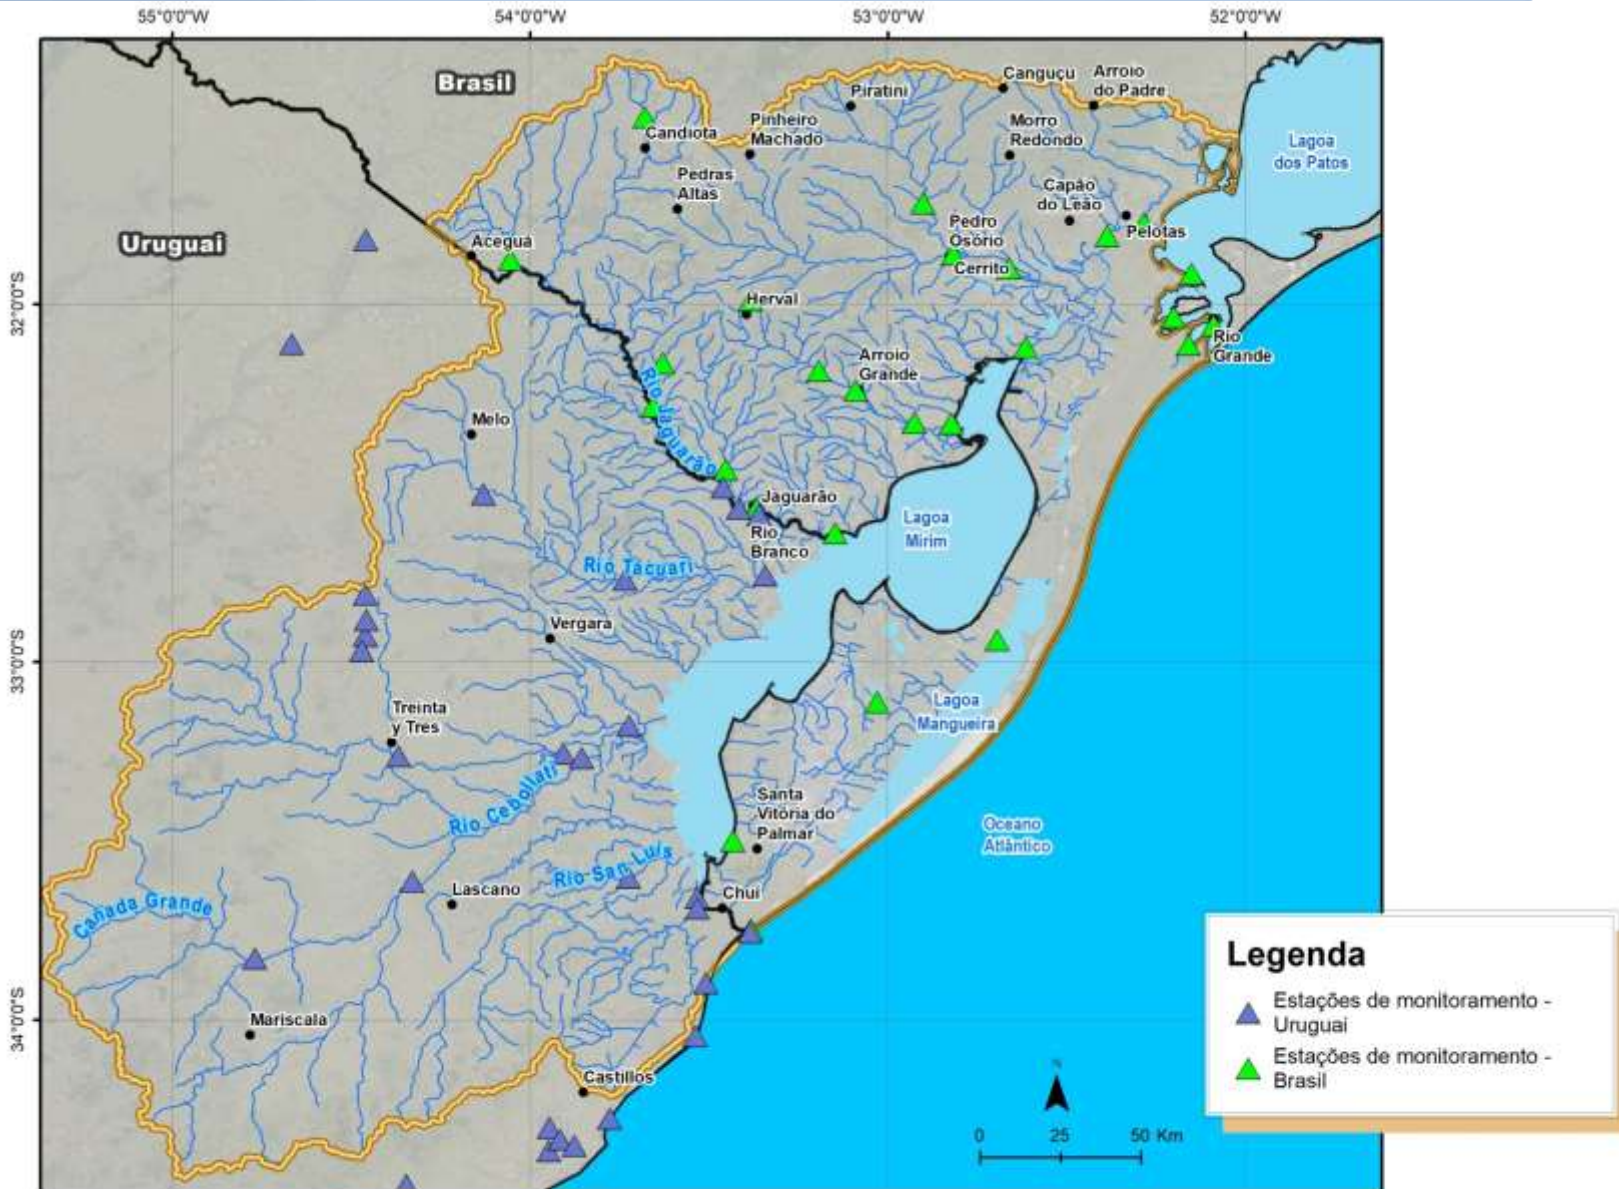 55°0'0"W
54°0'0"W
53°0'0"W
52°0'0"W
Brasil
Canguçu
Arroio
do Padre
Piratini
Pinheiro
Machado
Morro
Redondo
Candiota
Lagoa
dos Patos
Pedras
Altas
Capão
do Leão
Pedro
Osório
Pelotas
Uruguai
Aceguá
Cerrito
32°0'0"S
Herval
Rio
Grande
Arroio
Grande
Rio Jaguarão
Melo
Jaguarão
Lagoa
Mirim
Rio
Branco
Rio Tacuari
Vergara
33°0'0"S
Lagoa
Mangueira
Treinta
y Tres
Rio Cebollati
Santa
Vitória do
Palmar
Oceano
Atlântico
Rio San Luís
Lascano
Chuí
Cañada Grande
34°0'0"S
Mariscala
Castillos
Legenda
Estações de monitoramento -
Uruguai
Estações de monitoramento -
Brasil
N
0 25 50 Km